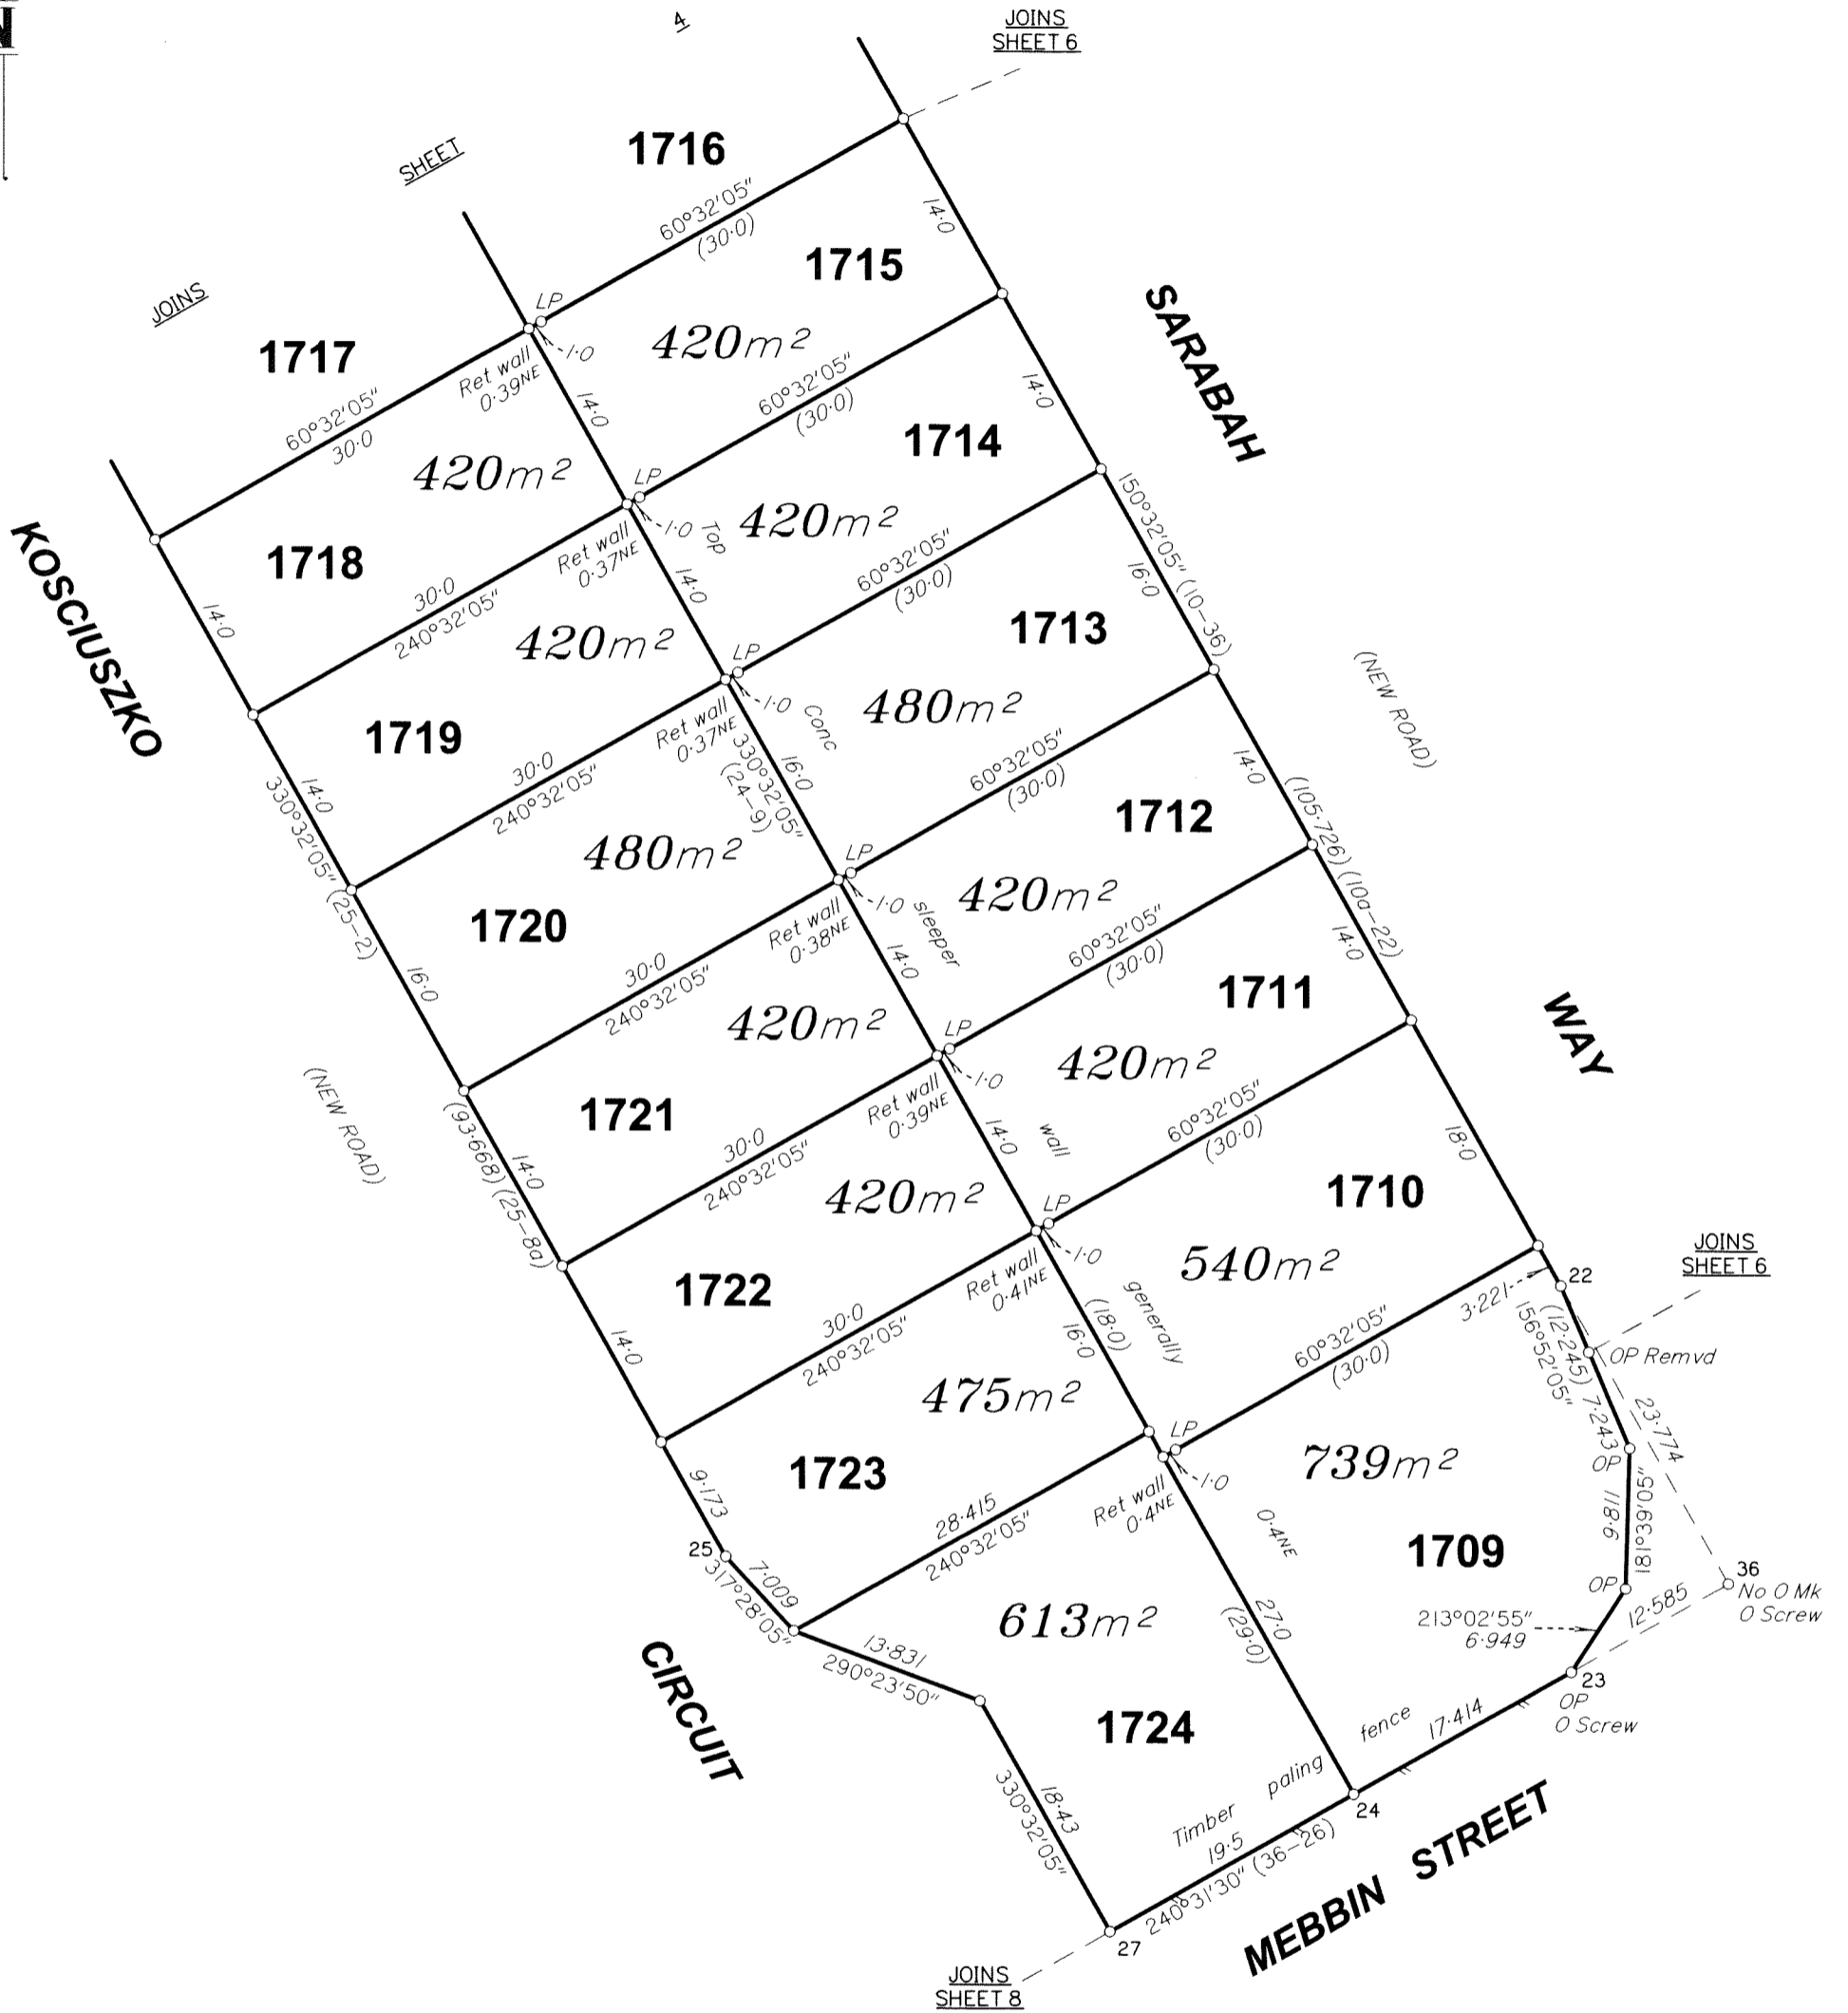 N
4
JOINS
SHEET 6
SHEET
JOINS
1716
60°32'05"
(30·0)
14·0
1715
420m²
LP
1·0
Ret wall
0·39NE
1717
60°32'05"
30·0
420m²
14·0
1718
14·0
KOSCIUSZKO
SARABAH
60°32'05"
(30·0)
14·0
1714
420m²
LP
1·0
Top
Ret wall
0·37NE
30·0
240°32'05"
420m²
14·0
1719
14·0
330°32'05" (25-2)
60°32'05"
(30·0)
150°32'05" (10-36)
16·0
1713
480m²
LP
1·0
Conc
Ret wall
0·37NE
330°32'05"
(24-9)
16·0
30·0
240°32'05"
480m²
1720
16·0
(NEW ROAD)
60°32'05"
(30·0)
14·0
(105·726) (10a-22)
1712
420m²
LP
1·0
sleeper
Ret wall
0·38NE
14·0
30·0
240°32'05"
420m²
1721
14·0
(93·668) (25-8a)
(NEW ROAD)
60°32'05"
(30·0)
14·0
WAY
1711
420m²
LP
1·0
wall
Ret wall
0·39NE
14·0
30·0
240°32'05"
420m²
1722
14·0
60°32'05"
(30·0)
18·0
1710
540m²
LP
1·0
generally
Ret wall
0·41NE
(18·0)
16·0
30·0
240°32'05"
475m²
1723
9·173
25
7·009
317°28'05"
JOINS
SHEET 6
22
3·221
(12·245) 7·243
156°52'05"
OP Remvd
23·774
60°32'05"
(30·0)
LP
1·0
Ret wall
0·4NE
0·4NE
739m²
1709
OP
9·811
181°39'05"
OP
36
No O Mk
O Screw
12·585
213°02'55"
6·949
23
OP
O Screw
28·415
240°32'05"
613m²
27·0
(29·0)
13·831
290°23'50"
1724
CIRCUIT
18·43
330°32'05"
Timber paling fence
17·414
24
19·5
240°31'30" (36-26)
27
MEBBIN STREET
JOINS
SHEET 8